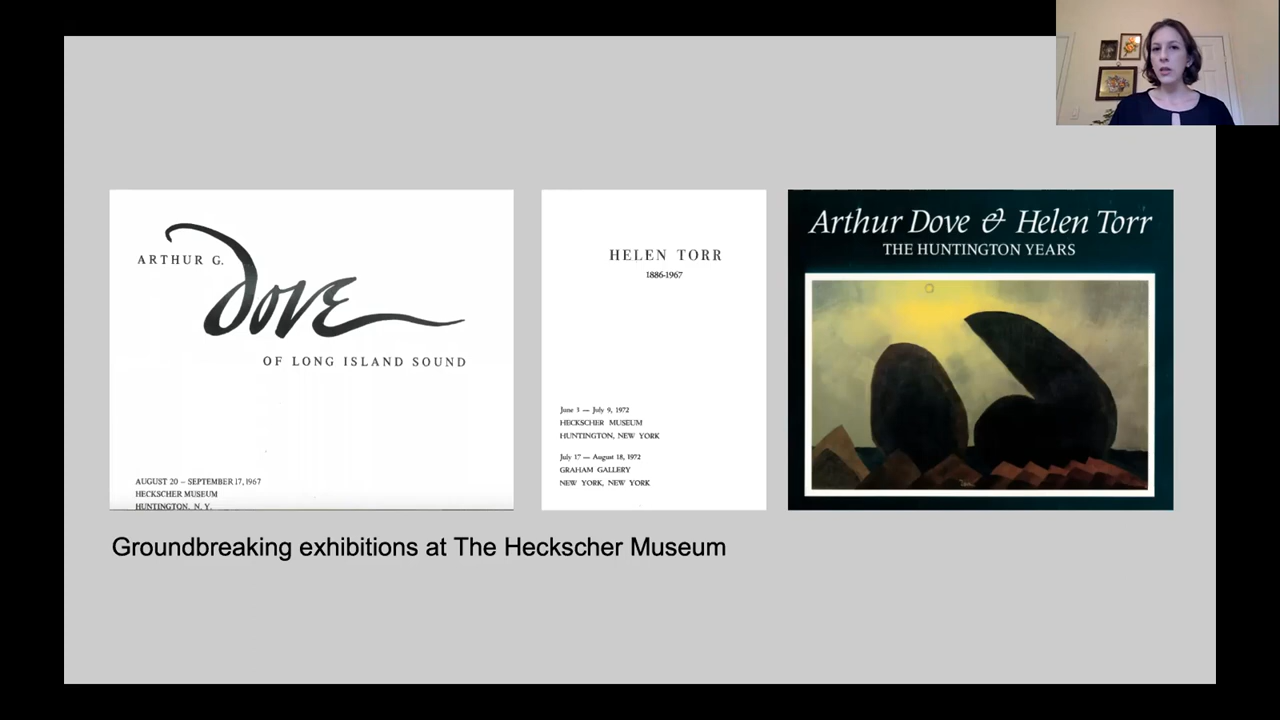 ARTHUR G.
Dove
OF LONG ISLAND SOUND
AUGUST 20 – SEPTEMBER 17, 1967
HECKSCHER MUSEUM
HUNTINGTON, N. Y.
HELEN TORR
1886-1967
June 3 — July 9, 1972
HECKSCHER MUSEUM
HUNTINGTON, NEW YORK
July 17 — August 18, 1972
GRAHAM GALLERY
NEW YORK, NEW YORK
Arthur Dove & Helen Torr
THE HUNTINGTON YEARS
Groundbreaking exhibitions at The Heckscher Museum